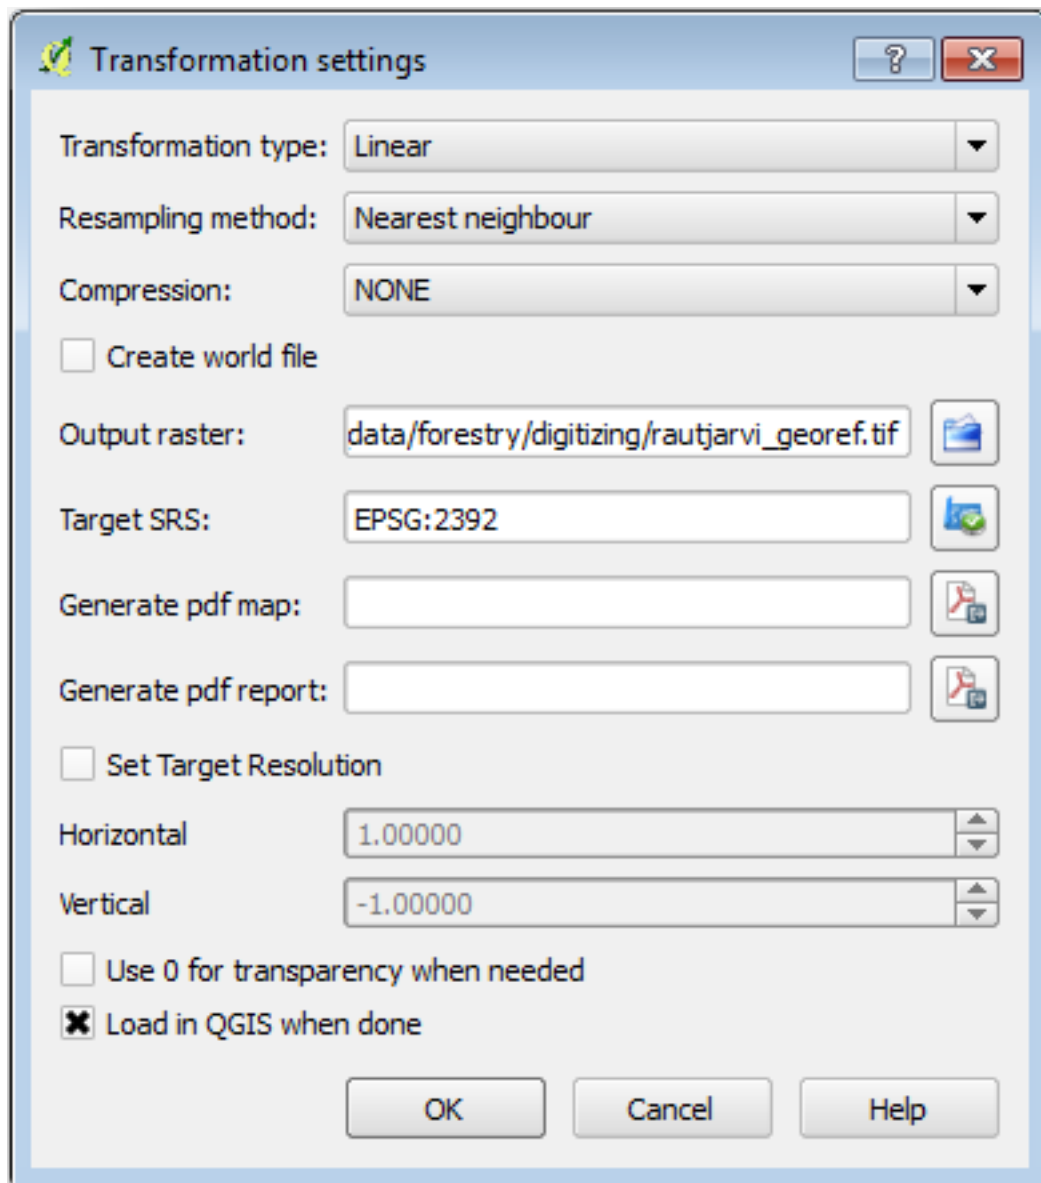 Transformation settings
Transformation type: Linear
Resampling method: Nearest neighbour
Compression: NONE
Create world file
Output raster: data/forestry/digitizing/rautjarvi_georef.tif
Target SRS: EPSG:2392
Generate pdf map:
Generate pdf report:
Set Target Resolution
Horizontal 1.00000
Vertical -1.00000
Use 0 for transparency when needed
Load in QGIS when done
OK Cancel Help